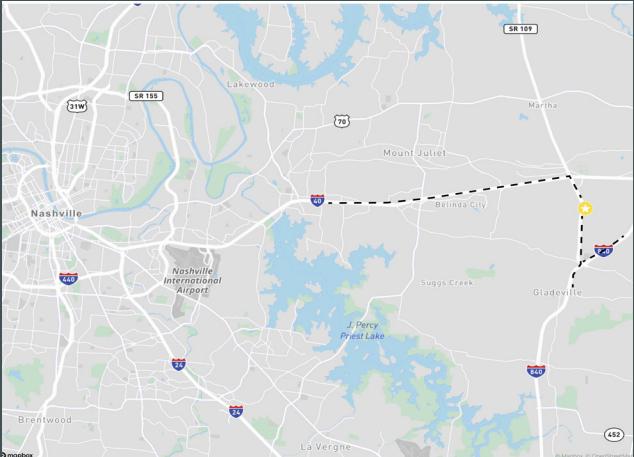 SR 109
Lakewood
SR 155
31W
Martha
70
Mount Juliet
40
Belinda City
Nashville
Nashville
International
Airport
440
Suggs Creek
Gladeville
J. Percy
Priest Lake
24
840
24
Brentwood
452
La Vergne
mapbox
© Mapbox © OpenStreetMap